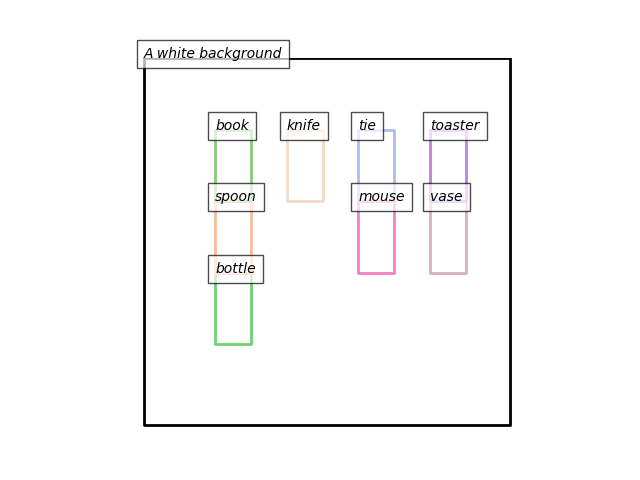 A white background
book
knife
tie
toaster
spoon
mouse
vase
bottle